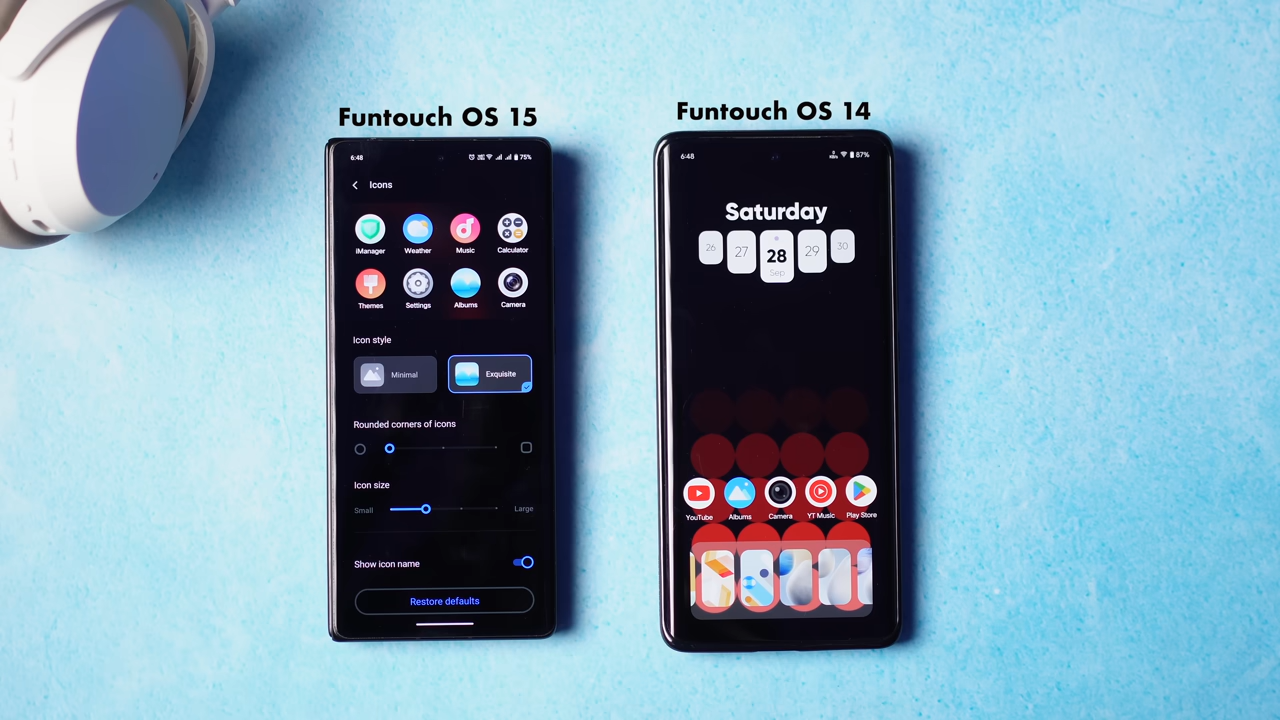 Funtouch OS 15
6:48
75%
Icons
iManager
Weather
Music
Calculator
Themes
Settings
Albums
Camera
Icon style
Minimal
Exquisite
Rounded corners of icons
Icon size
Small
Large
Show icon name
Restore defaults
Funtouch OS 14
6:48
87%
Saturday
26
27
28
29
30
Sep
YouTube
Albums
Camera
YT Music
Play Store